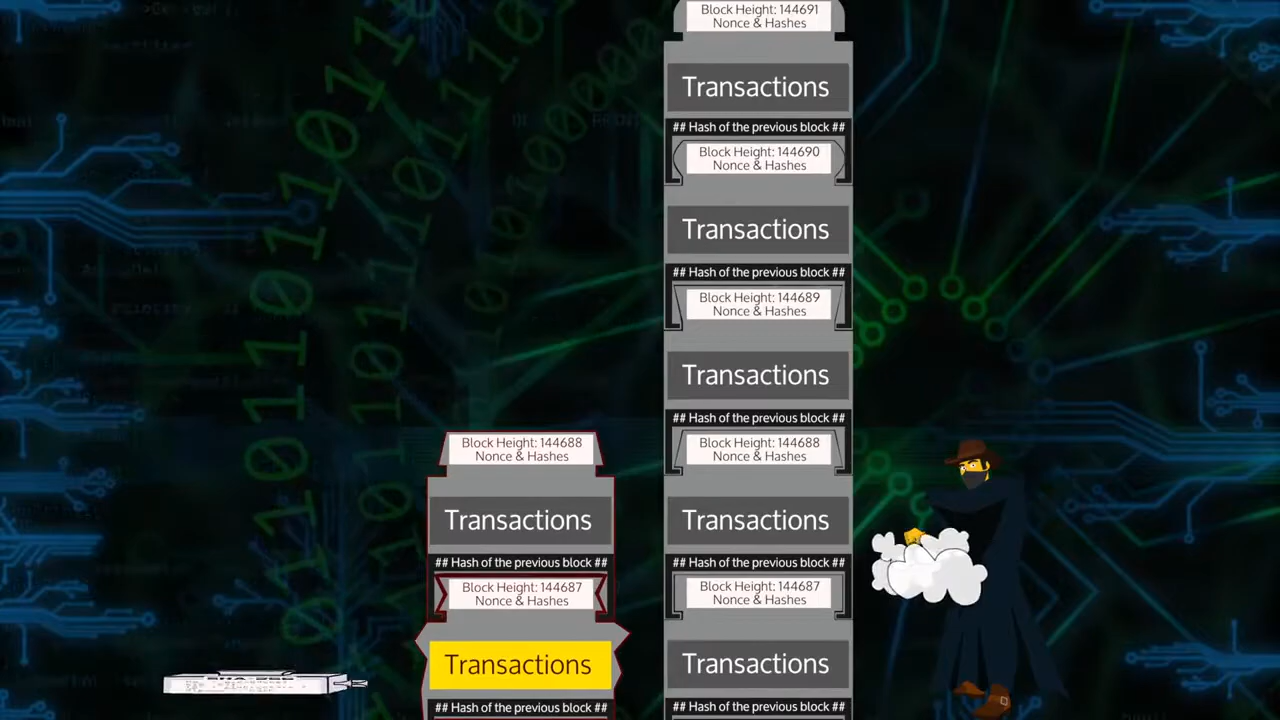 Block Height: 144691
Nonce & Hashes
Transactions
## Hash of the previous block ##
Block Height: 144690
Nonce & Hashes
Transactions
## Hash of the previous block ##
Block Height: 144689
Nonce & Hashes
Transactions
## Hash of the previous block ##
Block Height: 144688
Nonce & Hashes
Transactions
## Hash of the previous block ##
Block Height: 144687
Nonce & Hashes
Transactions
## Hash of the previous block ##
Block Height: 144688
Nonce & Hashes
Transactions
## Hash of the previous block ##
Block Height: 144687
Nonce & Hashes
Transactions
## Hash of the previous block ##